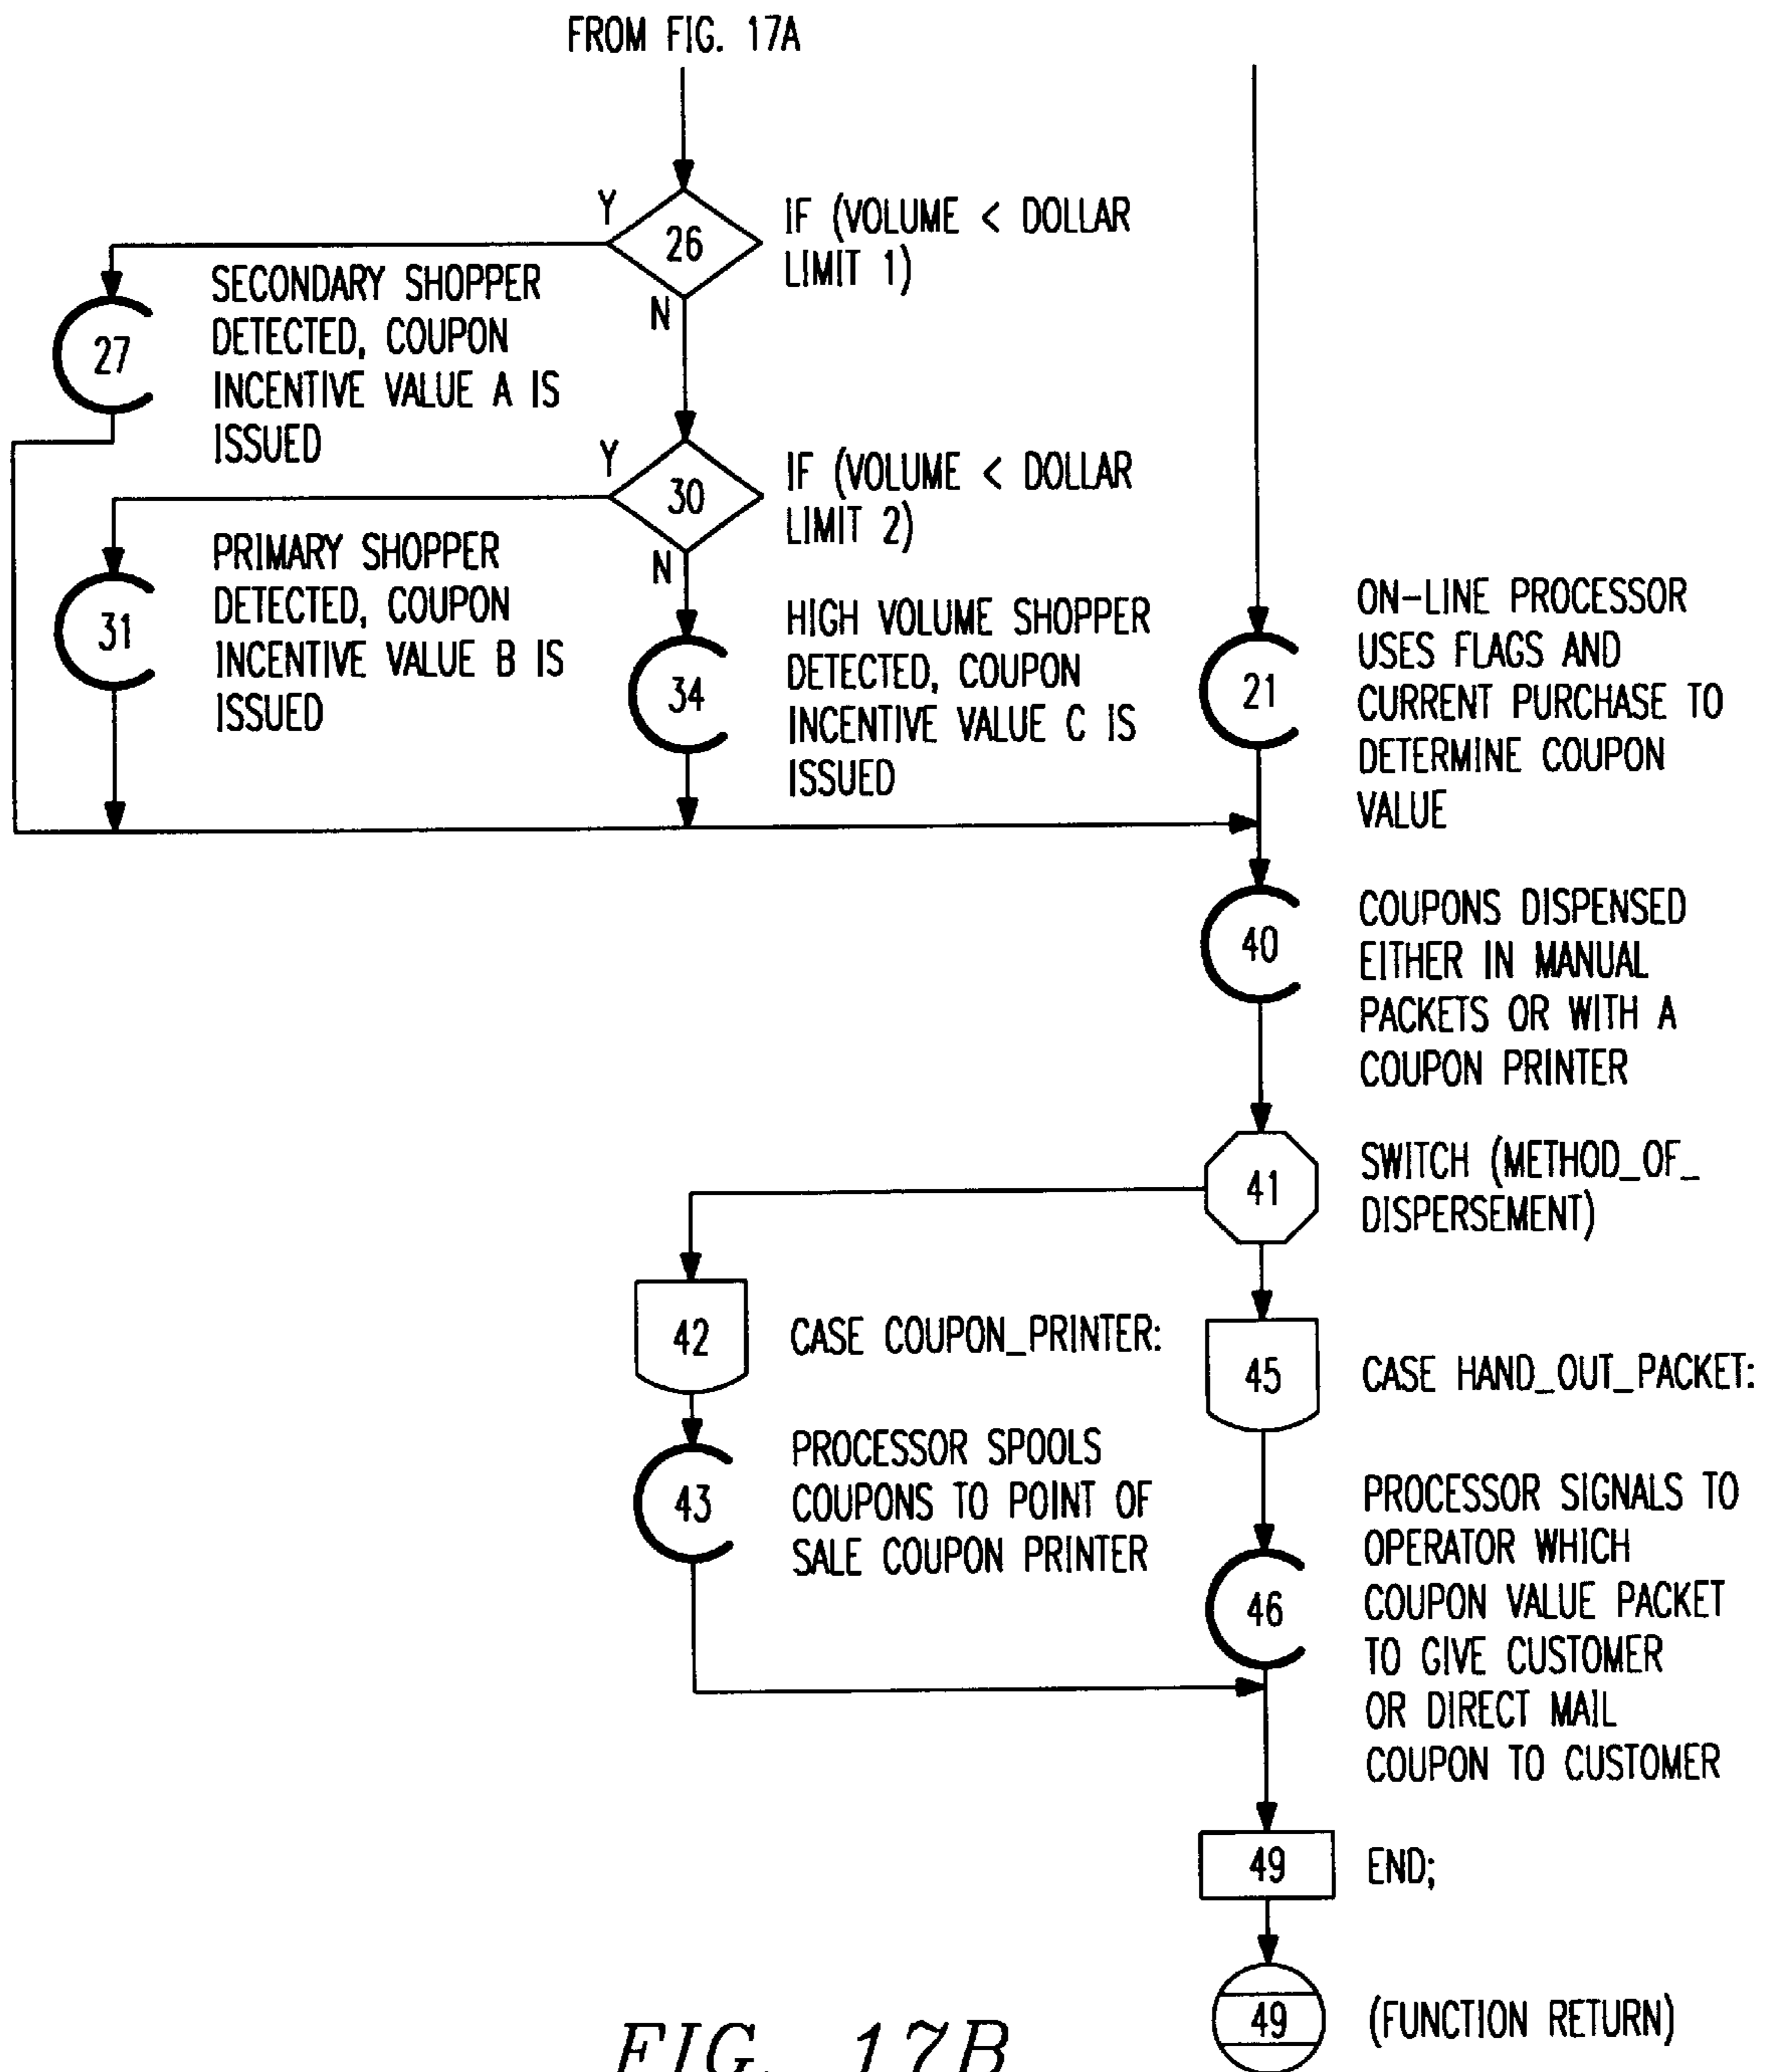 FROM FIG. 17A
Y
26
IF (VOLUME < DOLLAR
LIMIT 1)
N
27
SECONDARY SHOPPER
DETECTED, COUPON
INCENTIVE VALUE A IS
ISSUED
Y
30
IF (VOLUME < DOLLAR
LIMIT 2)
N
31
PRIMARY SHOPPER
DETECTED, COUPON
INCENTIVE VALUE B IS
ISSUED
34
HIGH VOLUME SHOPPER
DETECTED, COUPON
INCENTIVE VALUE C IS
ISSUED
21
ON-LINE PROCESSOR
USES FLAGS AND
CURRENT PURCHASE TO
DETERMINE COUPON
VALUE
40
COUPONS DISPENSED
EITHER IN MANUAL
PACKETS OR WITH A
COUPON PRINTER
41
SWITCH (METHOD_OF_
DISPERSEMENT)
42
CASE COUPON_PRINTER:
45
CASE HAND_OUT_PACKET:
43
PROCESSOR SPOOLS
COUPONS TO POINT OF
SALE COUPON PRINTER
46
PROCESSOR SIGNALS TO
OPERATOR WHICH
COUPON VALUE PACKET
TO GIVE CUSTOMER
OR DIRECT MAIL
COUPON TO CUSTOMER
49
END;
49
(FUNCTION RETURN)
FIG. 17B